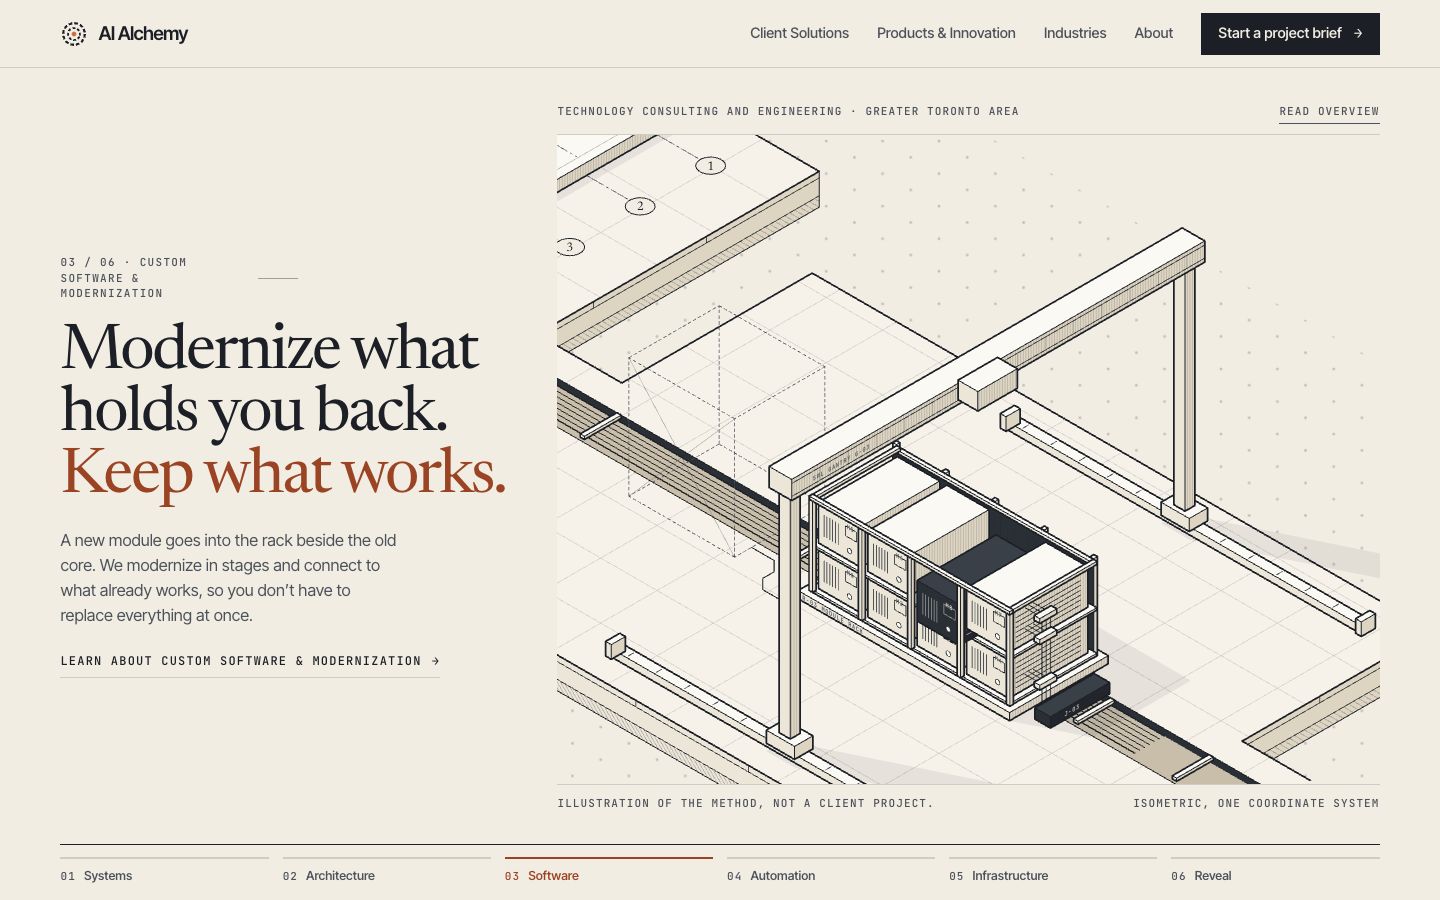 AI Alchemy
Client Solutions
Products & Innovation
Industries
About
Start a project brief →
TECHNOLOGY CONSULTING AND ENGINEERING · GREATER TORONTO AREA
READ OVERVIEW
03 / 06 · CUSTOM
SOFTWARE &
MODERNIZATION
Modernize what
holds you back.
Keep what works.
A new module goes into the rack beside the old
core. We modernize in stages and connect to
what already works, so you don’t have to
replace everything at once.
LEARN ABOUT CUSTOM SOFTWARE & MODERNIZATION →
1
2
3
J-03
ILLUSTRATION OF THE METHOD, NOT A CLIENT PROJECT.
ISOMETRIC, ONE COORDINATE SYSTEM
01 Systems
02 Architecture
03 Software
04 Automation
05 Infrastructure
06 Reveal